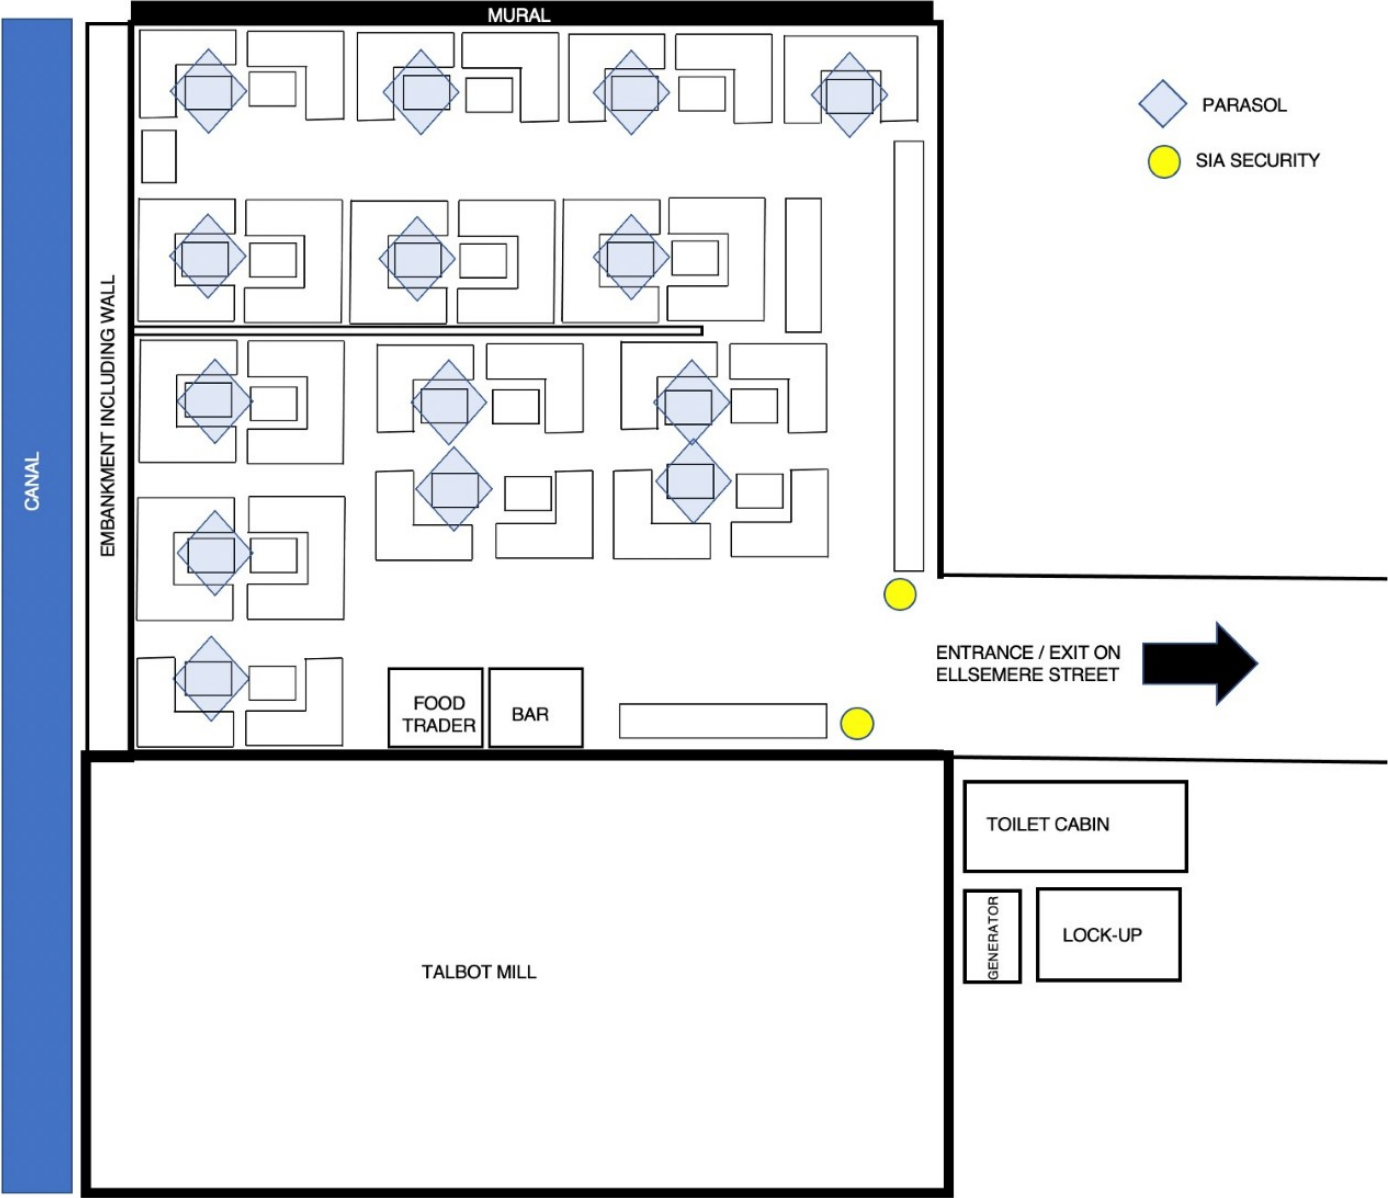 MURAL
PARASOL
SIA SECURITY
EMBANKMENT INCLUDING WALL
CANAL
ENTRANCE / EXIT ON
ELLSEMERE STREET
FOOD
TRADER
BAR
TOILET CABIN
GENERATOR
LOCK-UP
TALBOT MILL